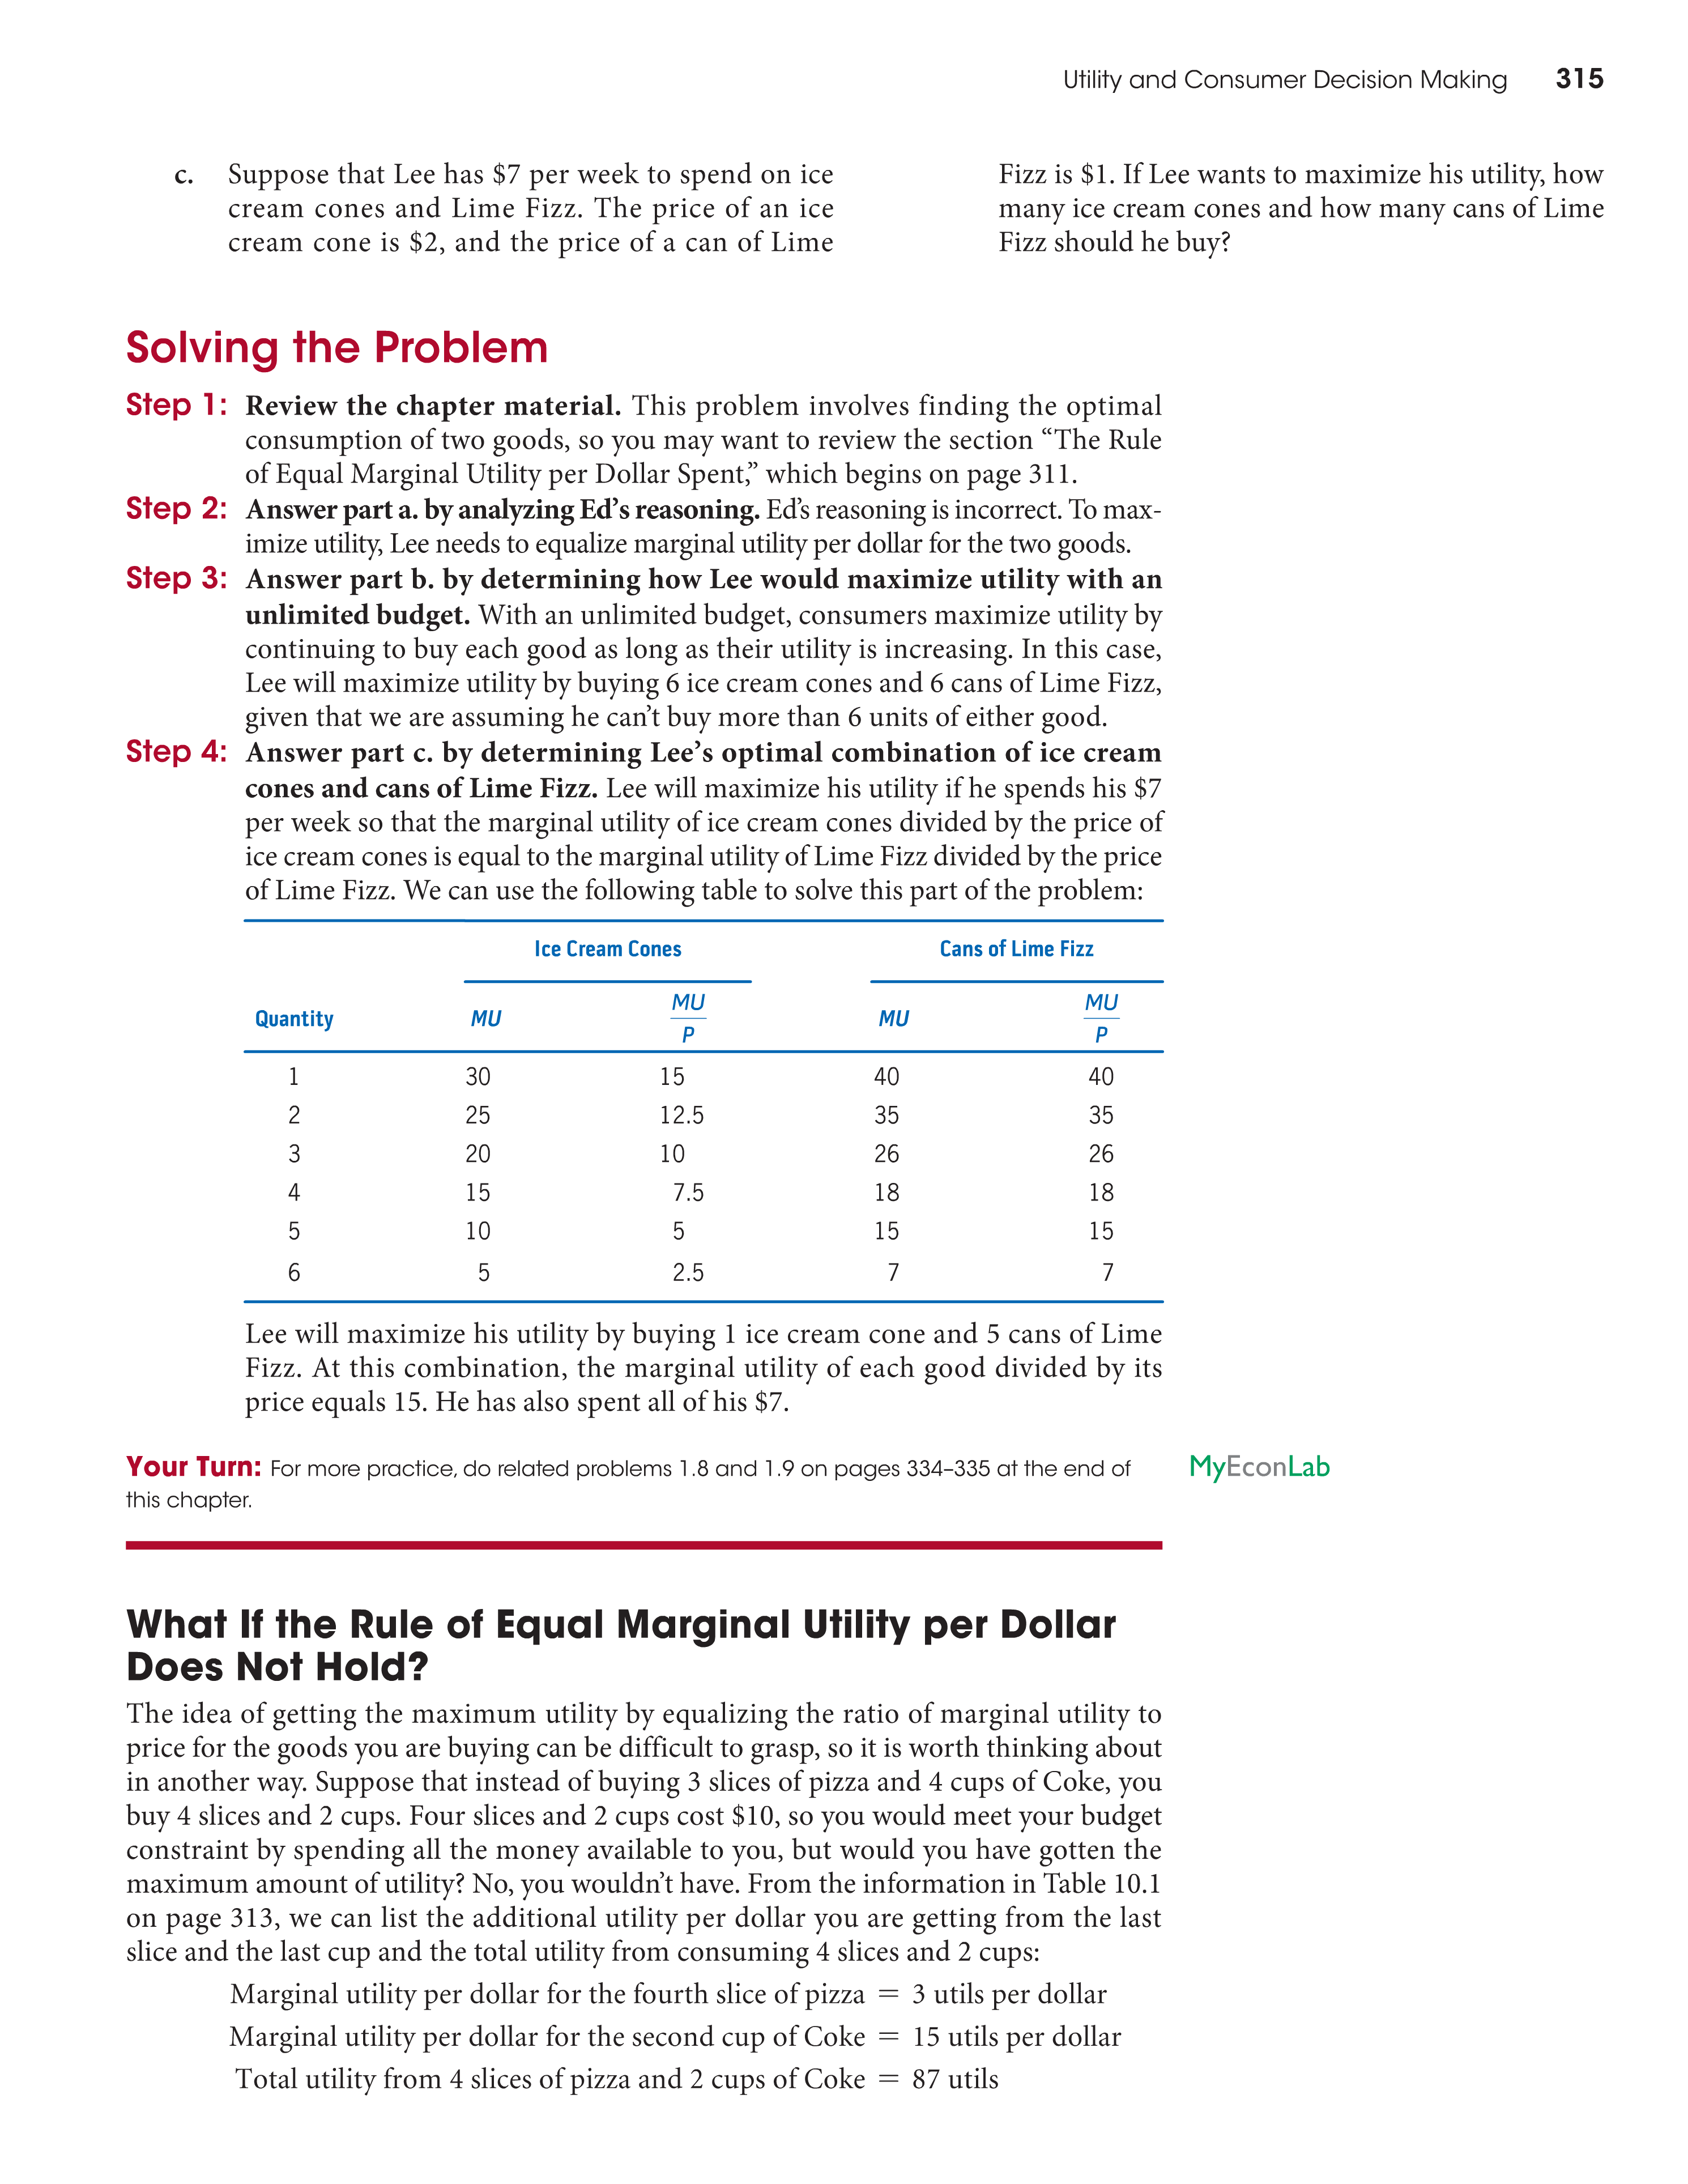 Utility and Consumer Decision Making 315
c. Suppose that Lee has $7 per week to spend on ice
cream cones and Lime Fizz. The price of an ice
cream cone is $2, and the price of a can of Lime
Fizz is $1. If Lee wants to maximize his utility, how
many ice cream cones and how many cans of Lime
Fizz should he buy?
Solving the Problem
Step 1: Review the chapter material. This problem involves finding the optimal
consumption of two goods, so you may want to review the section “The Rule
of Equal Marginal Utility per Dollar Spent,” which begins on page 311.
Step 2: Answer part a. by analyzing Ed’s reasoning. Ed’s reasoning is incorrect. To max-
imize utility, Lee needs to equalize marginal utility per dollar for the two goods.
Step 3: Answer part b. by determining how Lee would maximize utility with an
unlimited budget. With an unlimited budget, consumers maximize utility by
continuing to buy each good as long as their utility is increasing. In this case,
Lee will maximize utility by buying 6 ice cream cones and 6 cans of Lime Fizz,
given that we are assuming he can’t buy more than 6 units of either good.
Step 4: Answer part c. by determining Lee’s optimal combination of ice cream
cones and cans of Lime Fizz. Lee will maximize his utility if he spends his $7
per week so that the marginal utility of ice cream cones divided by the price of
ice cream cones is equal to the marginal utility of Lime Fizz divided by the price
of Lime Fizz. We can use the following table to solve this part of the problem:
Ice Cream Cones Cans of Lime Fizz
Quantity MU MU/P MU MU/P
1 30 15 40 40
2 25 12.5 35 35
3 20 10 26 26
4 15 7.5 18 18
5 10 5 15 15
6 5 2.5 7 7
Lee will maximize his utility by buying 1 ice cream cone and 5 cans of Lime
Fizz. At this combination, the marginal utility of each good divided by its
price equals 15. He has also spent all of his $7.
Your Turn: For more practice, do related problems 1.8 and 1.9 on pages 334–335 at the end of
this chapter.
MyEconLab
What If the Rule of Equal Marginal Utility per Dollar
Does Not Hold?
The idea of getting the maximum utility by equalizing the ratio of marginal utility to
price for the goods you are buying can be difficult to grasp, so it is worth thinking about
in another way. Suppose that instead of buying 3 slices of pizza and 4 cups of Coke, you
buy 4 slices and 2 cups. Four slices and 2 cups cost $10, so you would meet your budget
constraint by spending all the money available to you, but would you have gotten the
maximum amount of utility? No, you wouldn’t have. From the information in Table 10.1
on page 313, we can list the additional utility per dollar you are getting from the last
slice and the last cup and the total utility from consuming 4 slices and 2 cups:
Marginal utility per dollar for the fourth slice of pizza = 3 utils per dollar
Marginal utility per dollar for the second cup of Coke = 15 utils per dollar
Total utility from 4 slices of pizza and 2 cups of Coke = 87 utils